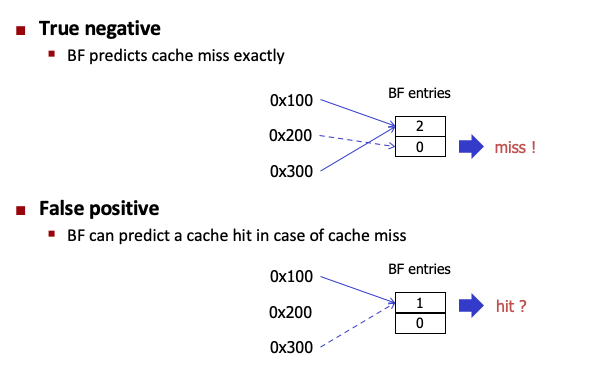 True negative
BF predicts cache miss exactly
BF entries
0x100
2
0x200
0
miss !
0x300
False positive
BF can predict a cache hit in case of cache miss
BF entries
0x100
1
hit ?
0x200
0
0x300